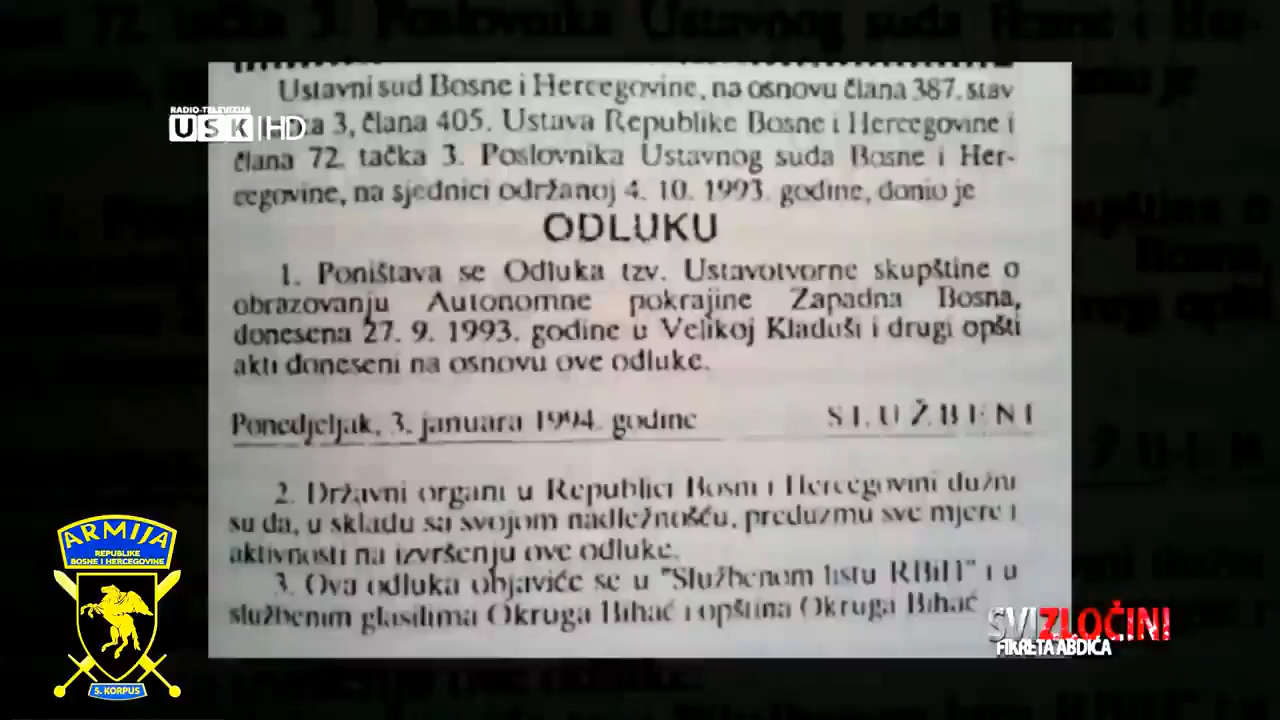 Ustavni sud Bosne i Hercegovine, na osnovu člana 387. stav
RADIO-TELEVIZIJA
USK HD
ka 3, člana 405. Ustava Republike Bosne i Hercegovine i
člana 72. tačka 3. Poslovnika Ustavnog suda Bosne i Her-
cegovine, na sjednici održanoj 4. 10. 1993. godine, donio je
ODLUKU
1. Poništava se Odluka tzv. Ustavotvorne skupštine o
obrazovanju Autonomne pokrajine Zapadna Bosna,
donesena 27. 9. 1993. godine u Velikoj Kladuši i drugi opšti
akti doneseni na osnovu ove odluke.
Ponedjeljak, 3. januara 1994. godine SLUŽBENI
2. Državni organi u Republici Bosni i Hercegovini dužni
su da, u skladu sa svojom nadležnošću, preduzmu sve mjere i
aktivnosti na izvršenju ove odluke.
3. Ova odluka objaviće se u "Službenom listu RBiH" i u
službenim glasilima Okruga Bihać i opština Okruga Bihać
ARMIJA
REPUBLIKE
BOSNE I HERCEGOVINE
5. KORPUS
SVI ZLOČINI
FIKRETA ABDIĆA